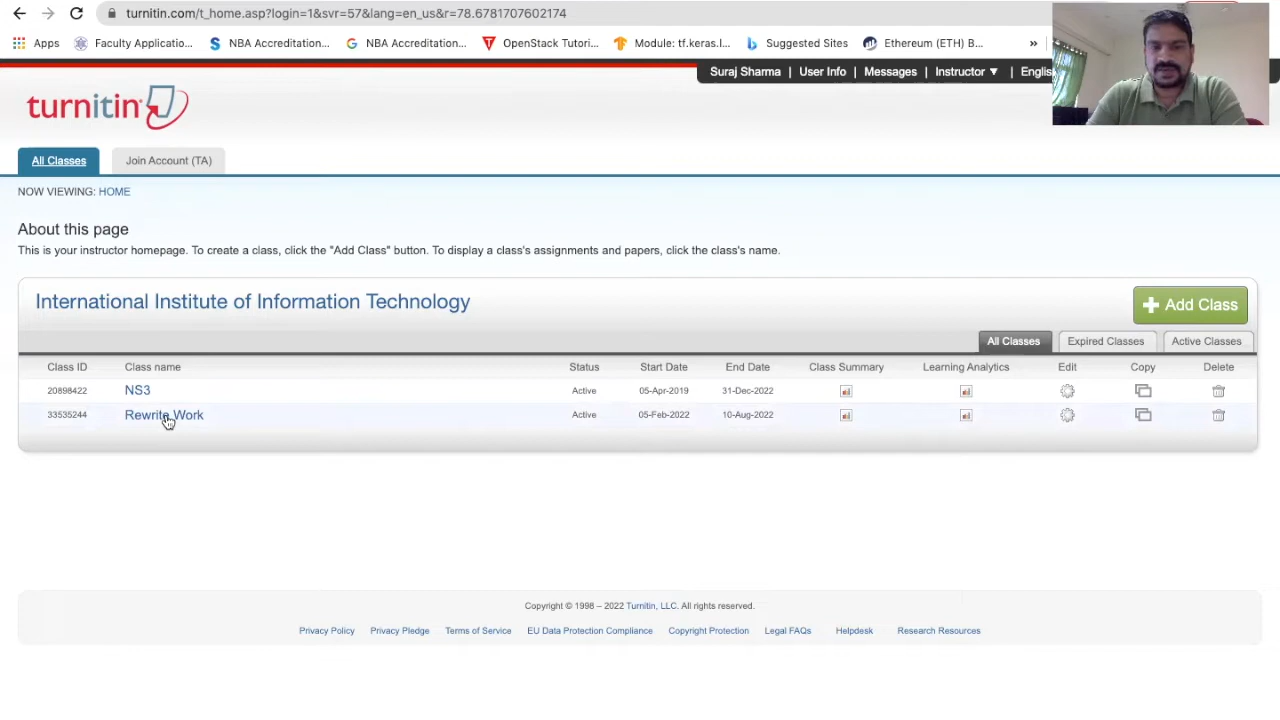 turnitin.com/t_home.asp?login=1&svr=57&lang=en_us&r=78.6781707602174
Apps Faculty Applicatio... NBA Accreditation... NBA Accreditation... OpenStack Tutori... Module: tf.keras.l... Suggested Sites Ethereum (ETH) B... »
Suraj Sharma | User Info | Messages | Instructor ▼ | Englis
turnitin
All Classes Join Account (TA)
NOW VIEWING: HOME
About this page
This is your instructor homepage. To create a class, click the "Add Class" button. To display a class's assignments and papers, click the class's name.
International Institute of Information Technology
Add Class
All Classes Expired Classes Active Classes
Class ID Class name Status Start Date End Date Class Summary Learning Analytics Edit Copy Delete
20898422 NS3 Active 05-Apr-2019 31-Dec-2022
33535244 Rewrite Work Active 05-Feb-2022 10-Aug-2022
Copyright © 1998 – 2022 Turnitin, LLC. All rights reserved.
Privacy Policy Privacy Pledge Terms of Service EU Data Protection Compliance Copyright Protection Legal FAQs Helpdesk Research Resources